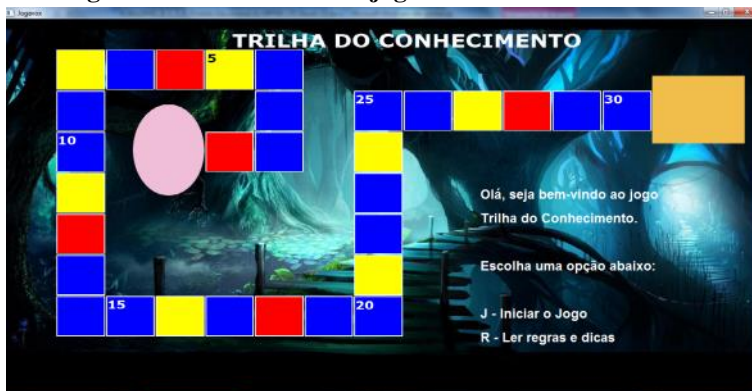 Jogovox
TRILHA DO CONHECIMENTO
5
25
30
10
Olá, seja bem-vindo ao jogo
Trilha do Conhecimento.
Escolha uma opção abaixo:
15
20
J - Iniciar o Jogo
R - Ler regras e dicas